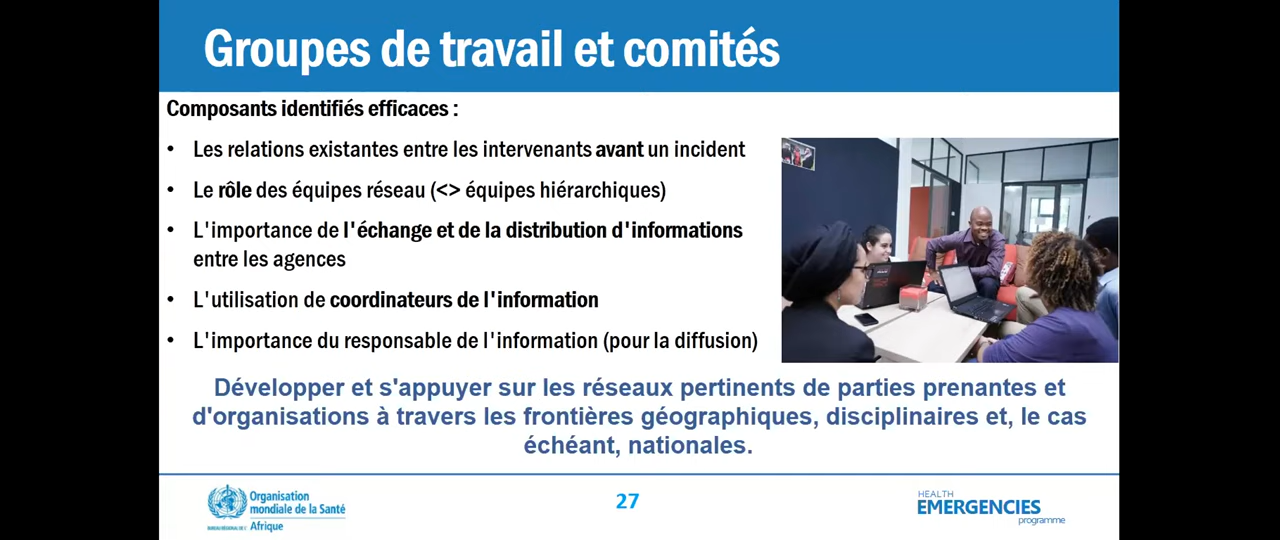 Groupes de travail et comités
Composants identifiés efficaces :
• Les relations existantes entre les intervenants avant un incident
• Le rôle des équipes réseau (<> équipes hiérarchiques)
• L'importance de l'échange et de la distribution d'informations
entre les agences
• L'utilisation de coordinateurs de l'information
• L'importance du responsable de l'information (pour la diffusion)
Développer et s'appuyer sur les réseaux pertinents de parties prenantes et
d'organisations à travers les frontières géographiques, disciplinaires et, le cas
échéant, nationales.
Organisation
mondiale de la Santé
BUREAU RÉGIONAL DE L' Afrique
27
HEALTH
EMERGENCIES
programme